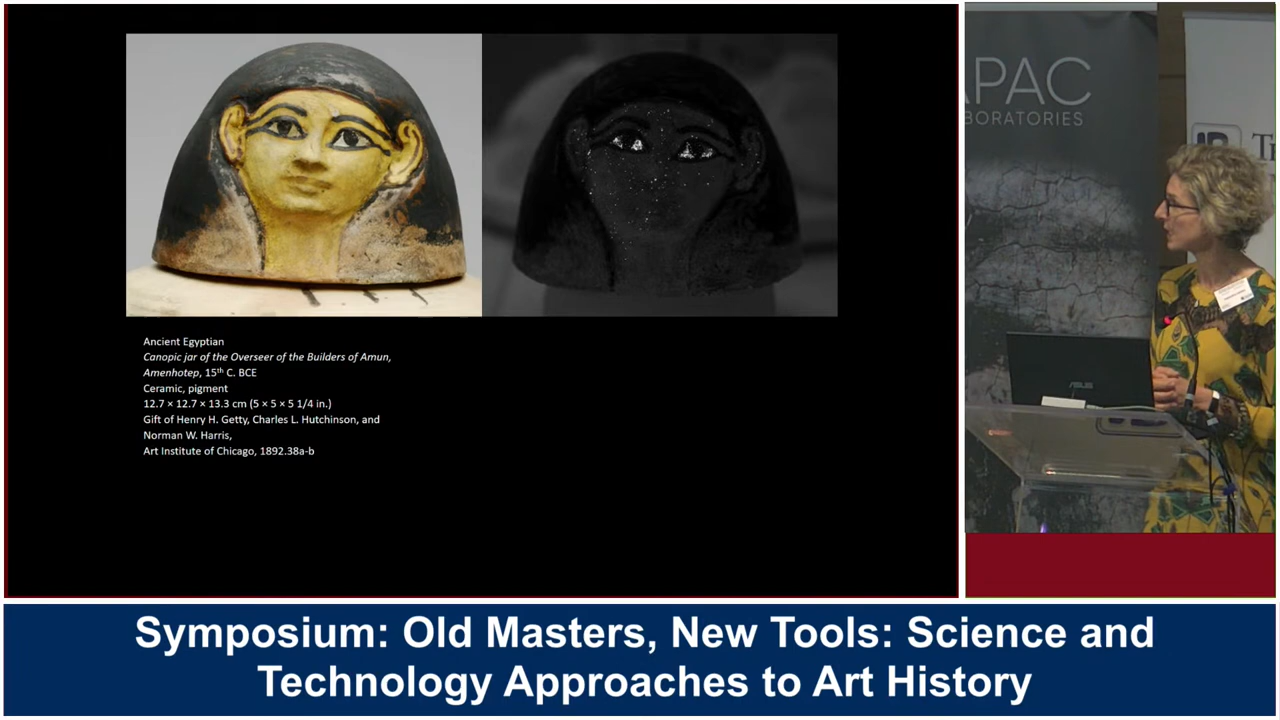 Ancient Egyptian
Canopic jar of the Overseer of the Builders of Amun,
Amenhotep, 15th C. BCE
Ceramic, pigment
12.7 × 12.7 × 13.3 cm (5 × 5 × 5 1/4 in.)
Gift of Henry H. Getty, Charles L. Hutchinson, and
Norman W. Harris,
Art Institute of Chicago, 1892.38a-b
PAC
BORATORIES
ASUS
Symposium: Old Masters, New Tools: Science and
Technology Approaches to Art History